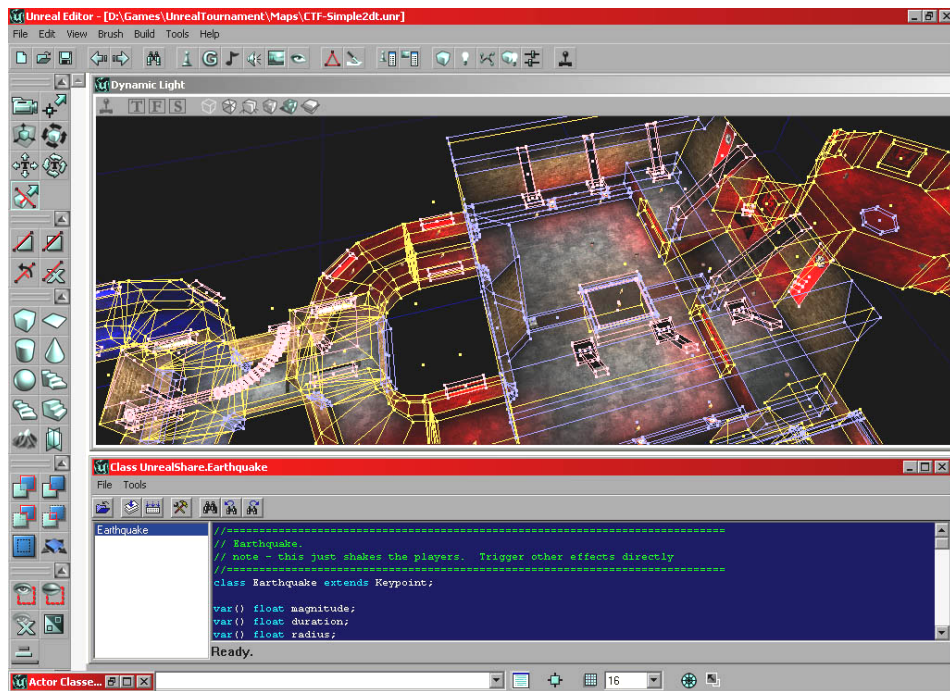 Unreal Editor - [D:\Games\UnrealTournament\Maps\CTF-Simple2dt.unr]
File Edit View Brush Build Tools Help
Dynamic Light
T F S
Class UnrealShare.Earthquake
File Tools
Earthquake
//=============================================================================
// Earthquake.
// note - this just shakes the players.  Trigger other effects directly
//=============================================================================
class Earthquake extends Keypoint;
var() float magnitude;
var() float duration;
var() float radius;
Ready.
Actor Classe...
16